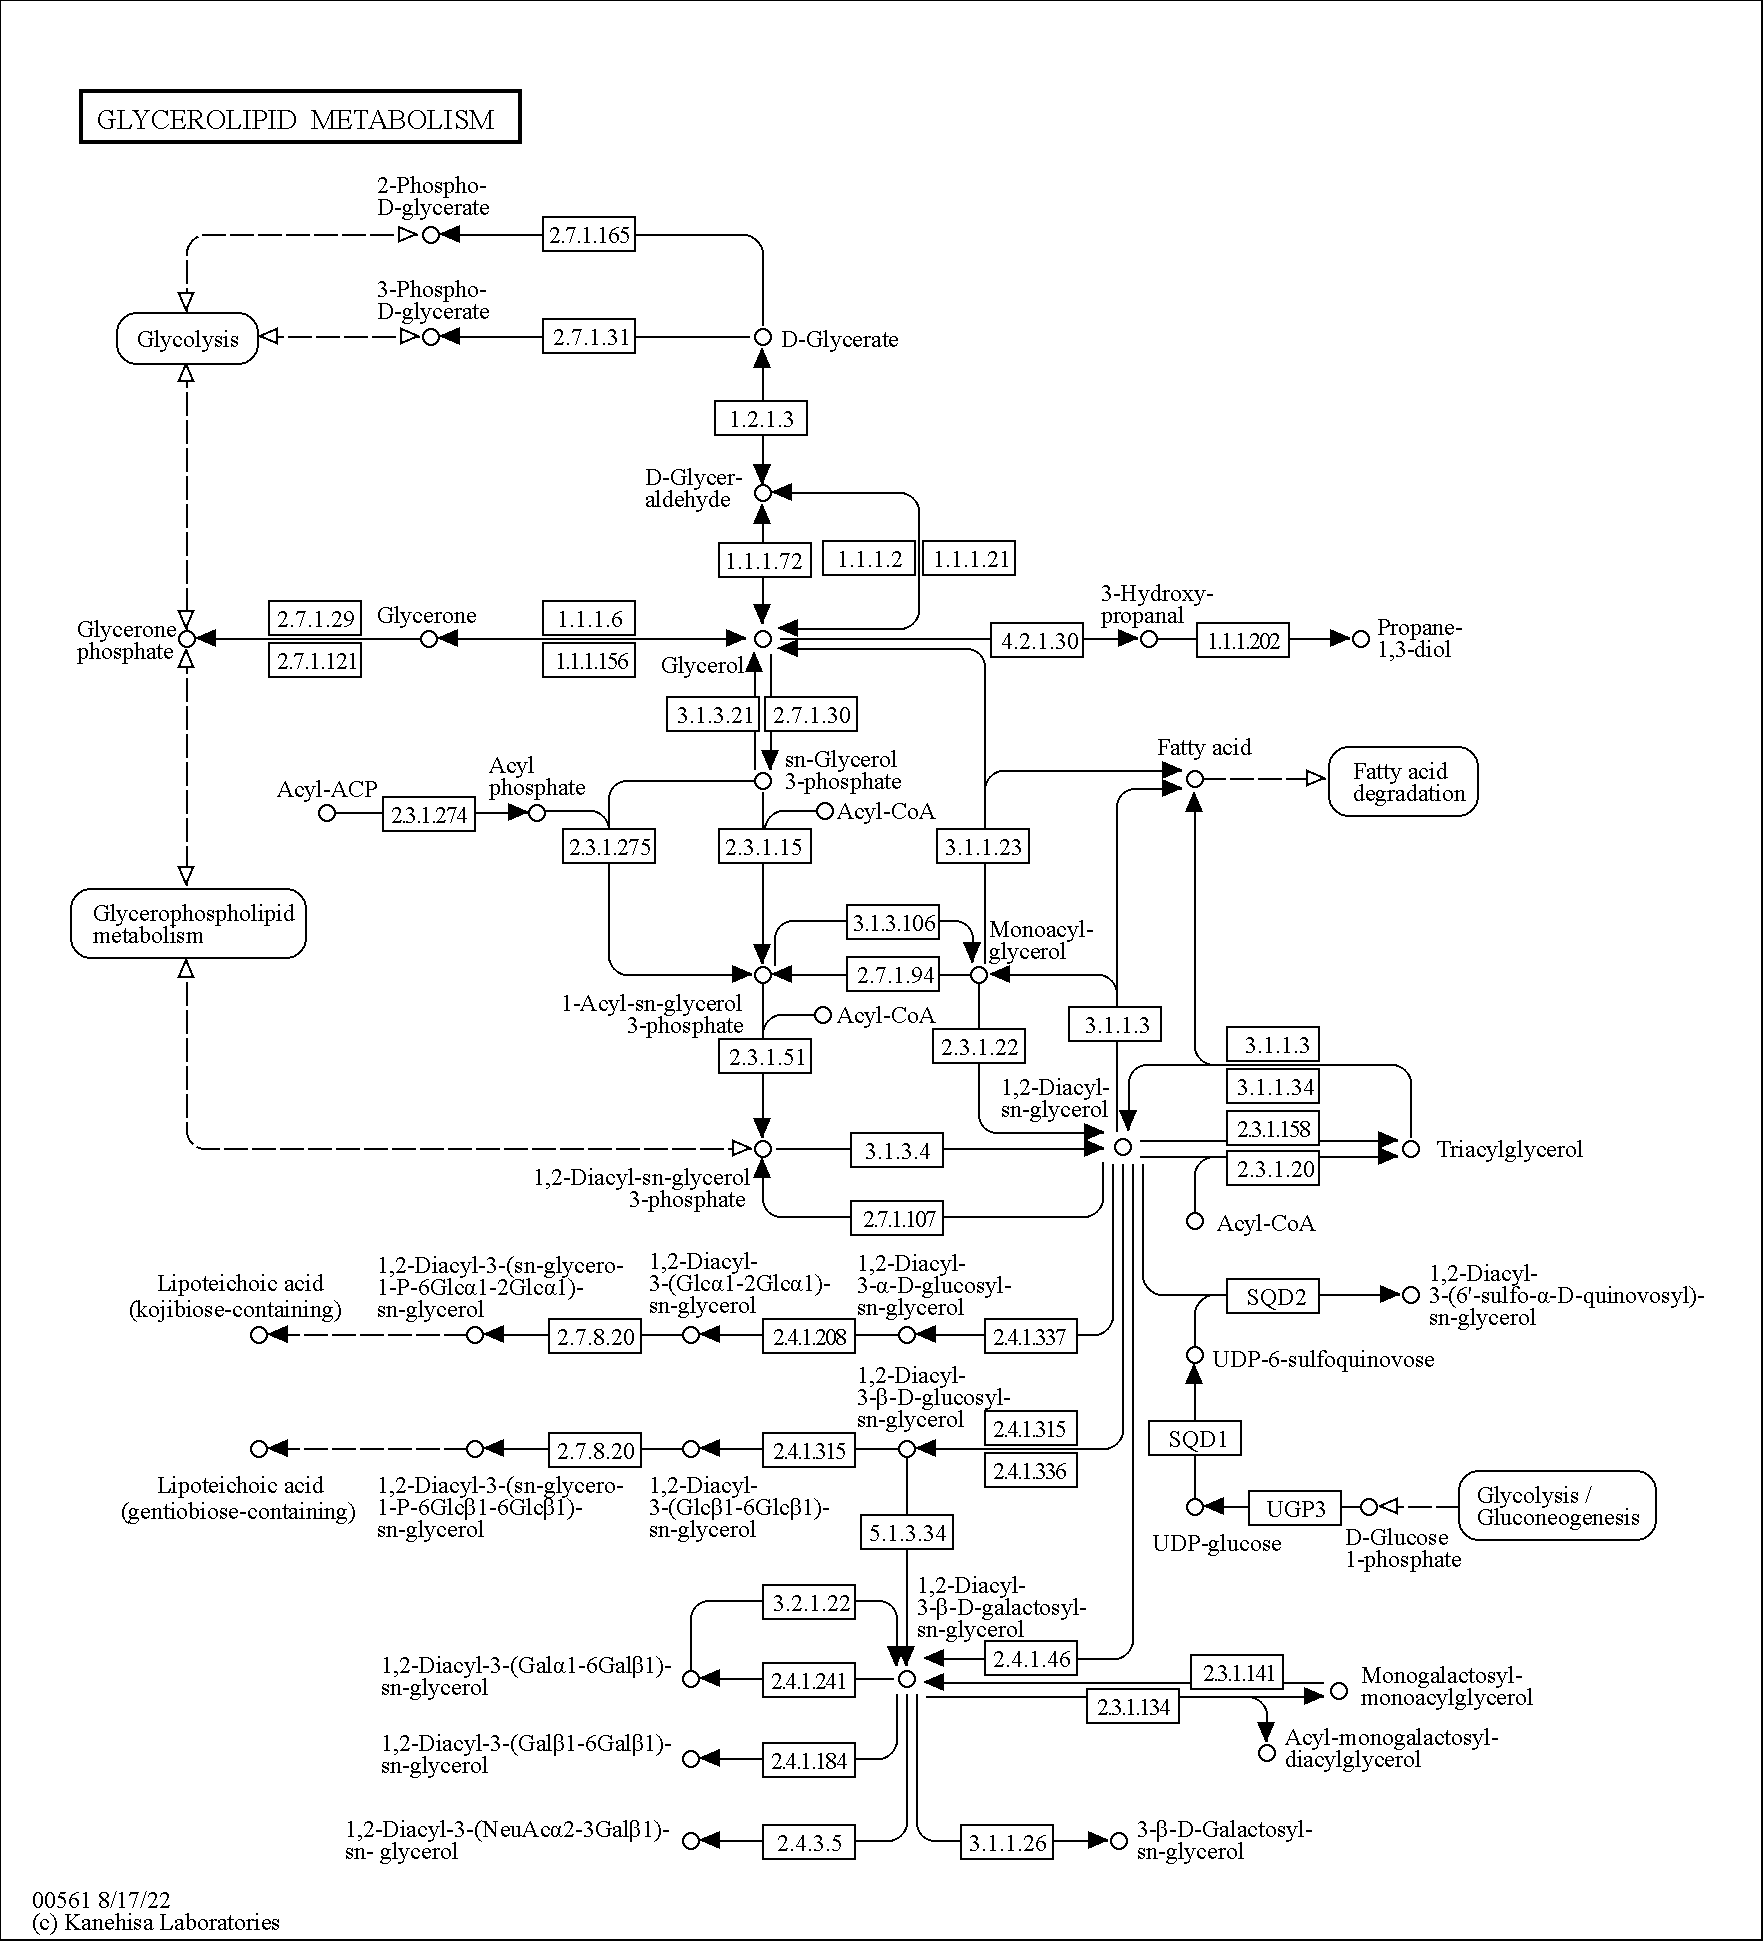 GLYCEROLIPID METABOLISM
2-Phospho-
D-glycerate
2.7.1.165
3-Phospho-
D-glycerate
Glycolysis
2.7.1.31
D-Glycerate
1.2.1.3
D-Glycer-
aldehyde
1.1.1.72
1.1.1.2
1.1.1.21
Glycerone
phosphate
2.7.1.29
2.7.1.121
Glycerone
1.1.1.6
1.1.1.156
Glycerol
4.2.1.30
3-Hydroxy-
propanal
1.1.1.202
Propane-
1,3-diol
3.1.3.21
2.7.1.30
sn-Glycerol
3-phosphate
Fatty acid
Fatty acid
degradation
Acyl-ACP
2.3.1.274
Acyl
phosphate
Acyl-CoA
2.3.1.275
2.3.1.15
3.1.1.23
Glycerophospholipid
metabolism
3.1.3.106
Monoacyl-
glycerol
2.7.1.94
1-Acyl-sn-glycerol
3-phosphate
Acyl-CoA
2.3.1.51
2.3.1.22
3.1.1.3
3.1.1.3
3.1.1.34
1,2-Diacyl-
sn-glycerol
2.3.1.158
2.3.1.20
Triacylglycerol
3.1.3.4
1,2-Diacyl-sn-glycerol
3-phosphate
2.7.1.107
Acyl-CoA
Lipoteichoic acid
(kojibiose-containing)
1,2-Diacyl-3-(sn-glycero-
1-P-6Glcα1-2Glcα1)-
sn-glycerol
1,2-Diacyl-
3-(Glcα1-2Glcα1)-
sn-glycerol
1,2-Diacyl-
3-α-D-glucosyl-
sn-glycerol
2.7.8.20
2.4.1.208
2.4.1.337
SQD2
1,2-Diacyl-
3-(6'-sulfo-α-D-quinovosyl)-
sn-glycerol
UDP-6-sulfoquinovose
1,2-Diacyl-
3-β-D-glucosyl-
sn-glycerol
2.4.1.315
2.4.1.336
2.7.8.20
2.4.1.315
SQD1
Lipoteichoic acid
(gentiobiose-containing)
1,2-Diacyl-3-(sn-glycero-
1-P-6Glcβ1-6Glcβ1)-
sn-glycerol
1,2-Diacyl-
3-(Glcβ1-6Glcβ1)-
sn-glycerol
5.1.3.34
UDP-glucose
UGP3
D-Glucose
1-phosphate
Glycolysis /
Gluconeogenesis
3.2.1.22
1,2-Diacyl-
3-β-D-galactosyl-
sn-glycerol
2.4.1.46
1,2-Diacyl-3-(Galα1-6Galβ1)-
sn-glycerol
2.4.1.241
2.3.1.141
2.3.1.134
Monogalactosyl-
monoacylglycerol
Acyl-monogalactosyl-
diacylglycerol
1,2-Diacyl-3-(Galβ1-6Galβ1)-
sn-glycerol
2.4.1.184
1,2-Diacyl-3-(NeuAcα2-3Galβ1)-
sn- glycerol
2.4.3.5
3.1.1.26
3-β-D-Galactosyl-
sn-glycerol
00561 8/17/22
(c) Kanehisa Laboratories